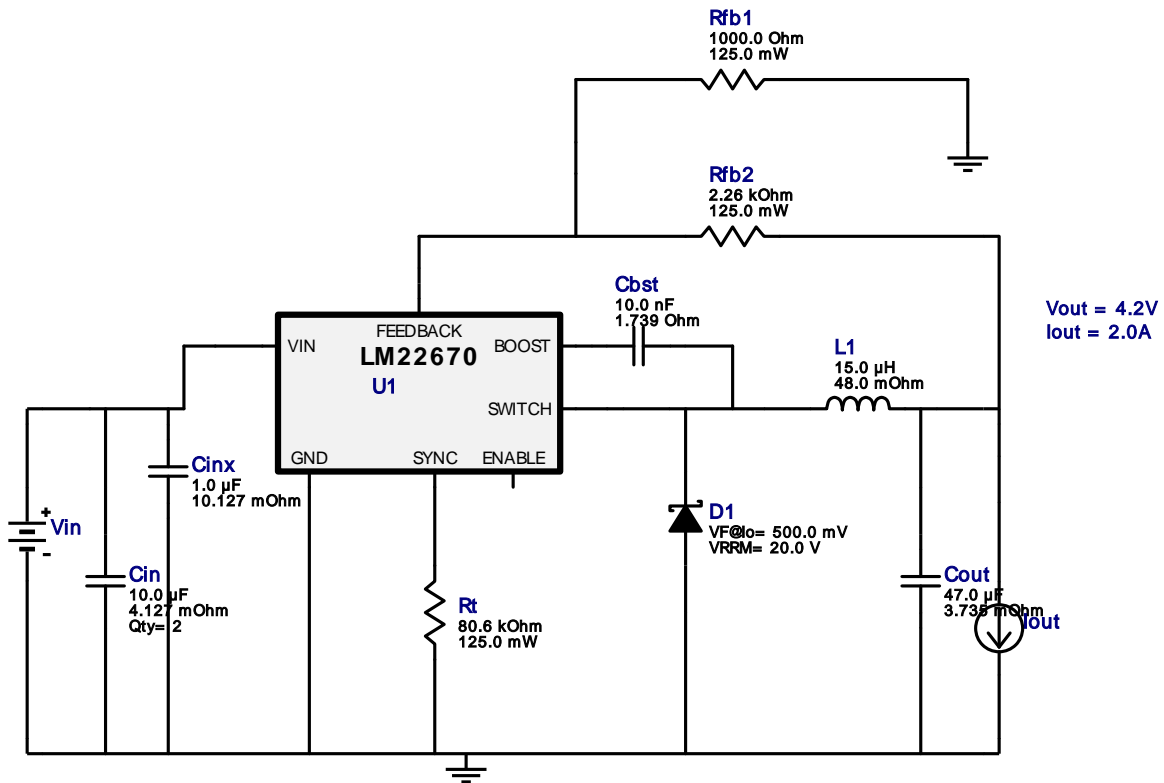 Rfb1
1000.0 Ohm
125.0 mW
Rfb2
2.26 kOhm
125.0 mW
Cbst
10.0 nF
1.739 Ohm
Vout = 4.2V
Iout = 2.0A
FEEDBACK
VIN
LM22670
BOOST
U1
L1
15.0 µH
48.0 mOhm
SWITCH
GND
SYNC
ENABLE
Cinx
1.0 µF
10.127 mOhm
+
Vin
-
D1
VF@Io= 500.0 mV
VRRM= 20.0 V
Cin
10.0 µF
4.127 mOhm
Qty= 2
Rt
80.6 kOhm
125.0 mW
Cout
47.0 µF
3.735 mOhm
Iout